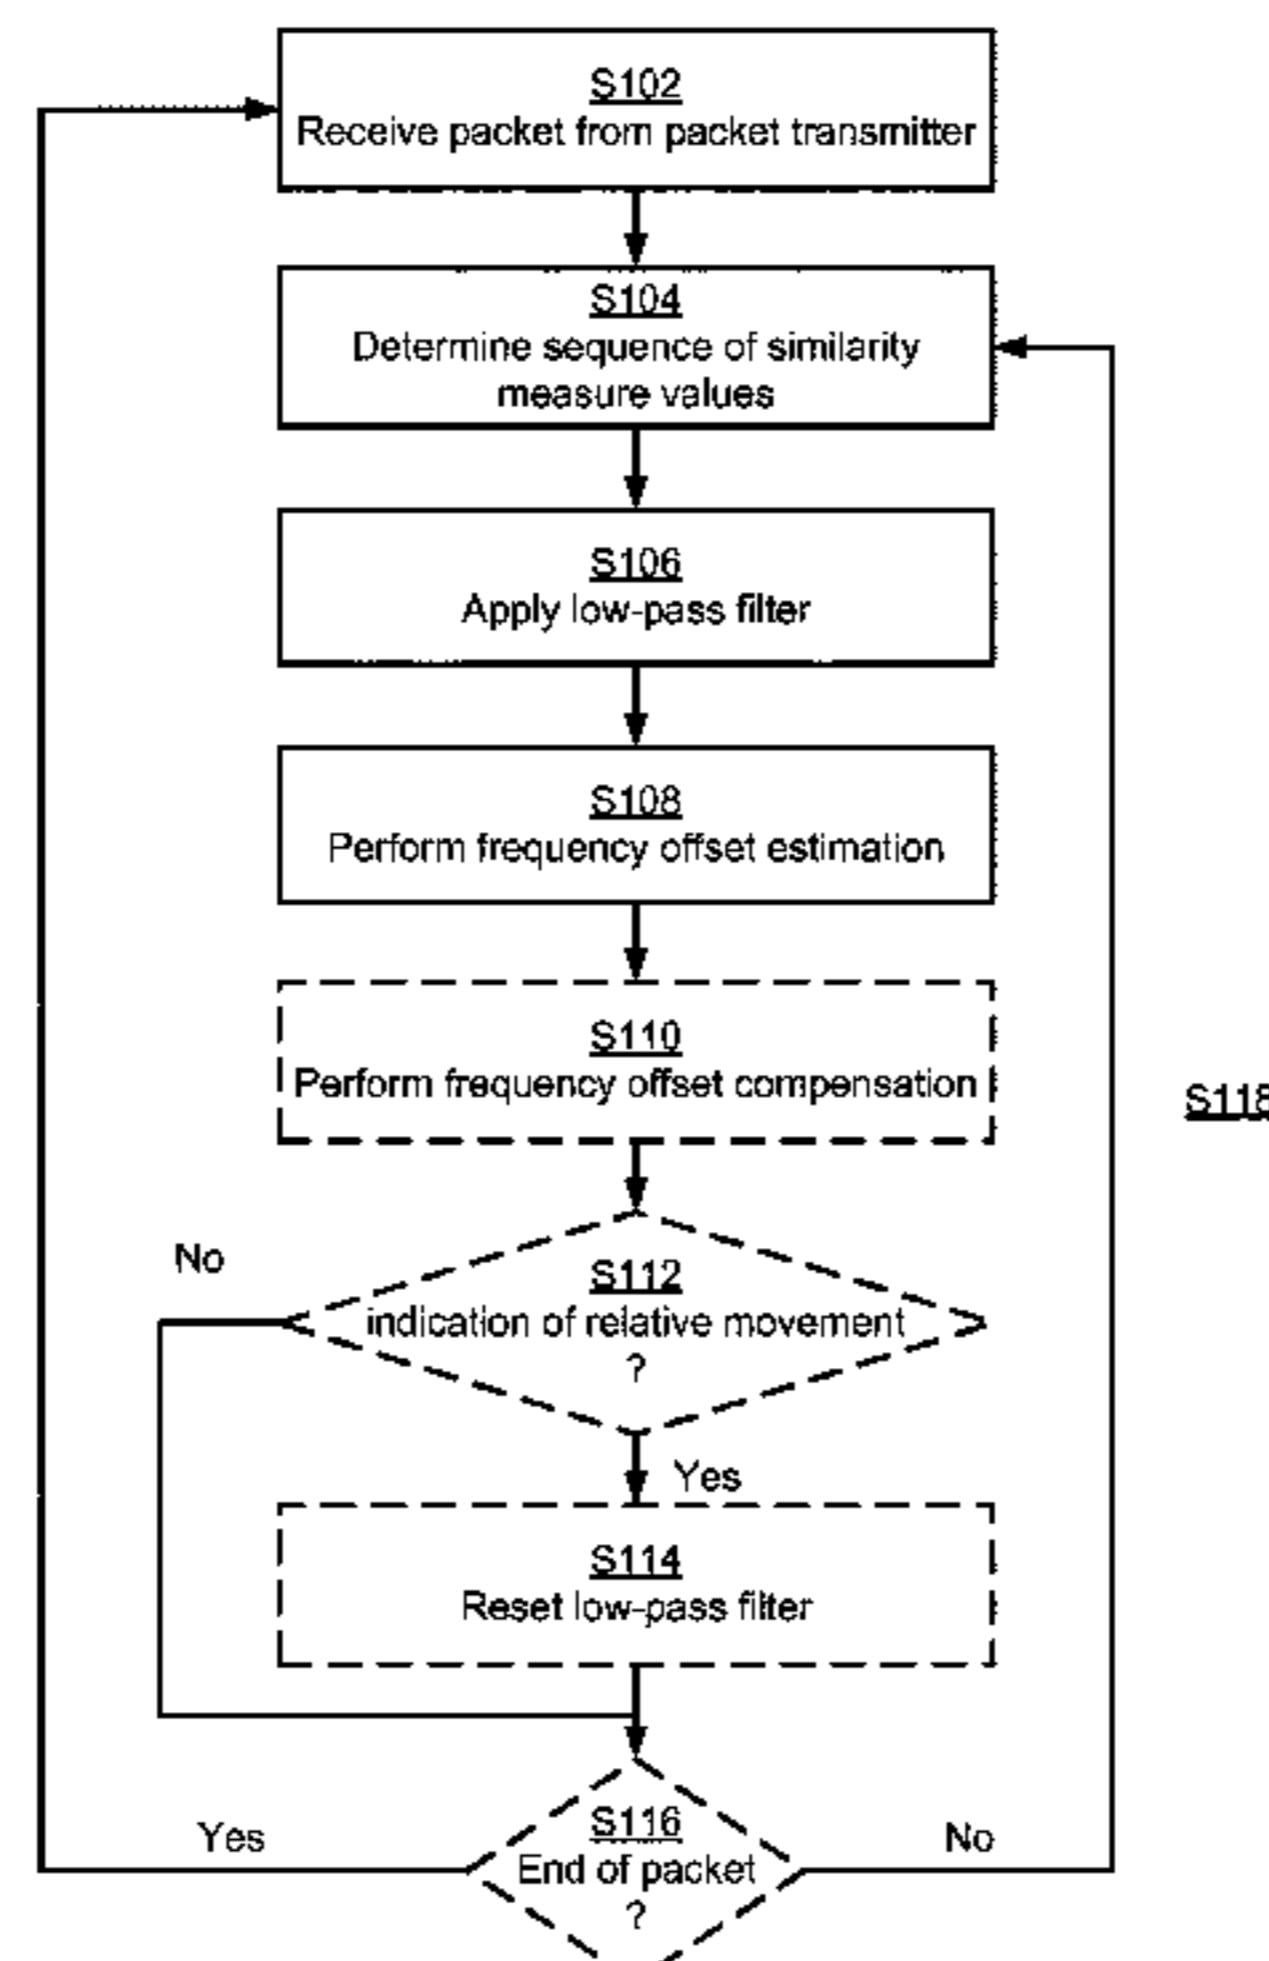 S102
Receive packet from packet transmitter
S104
Determine sequence of similarity
measure values
S106
Apply low-pass filter
S108
Perform frequency offset estimation
S110
Perform frequency offset compensation
S118
No
S112
indication of relative movement
?
Yes
S114
Reset low-pass filter
Yes
S116
End of packet
?
No